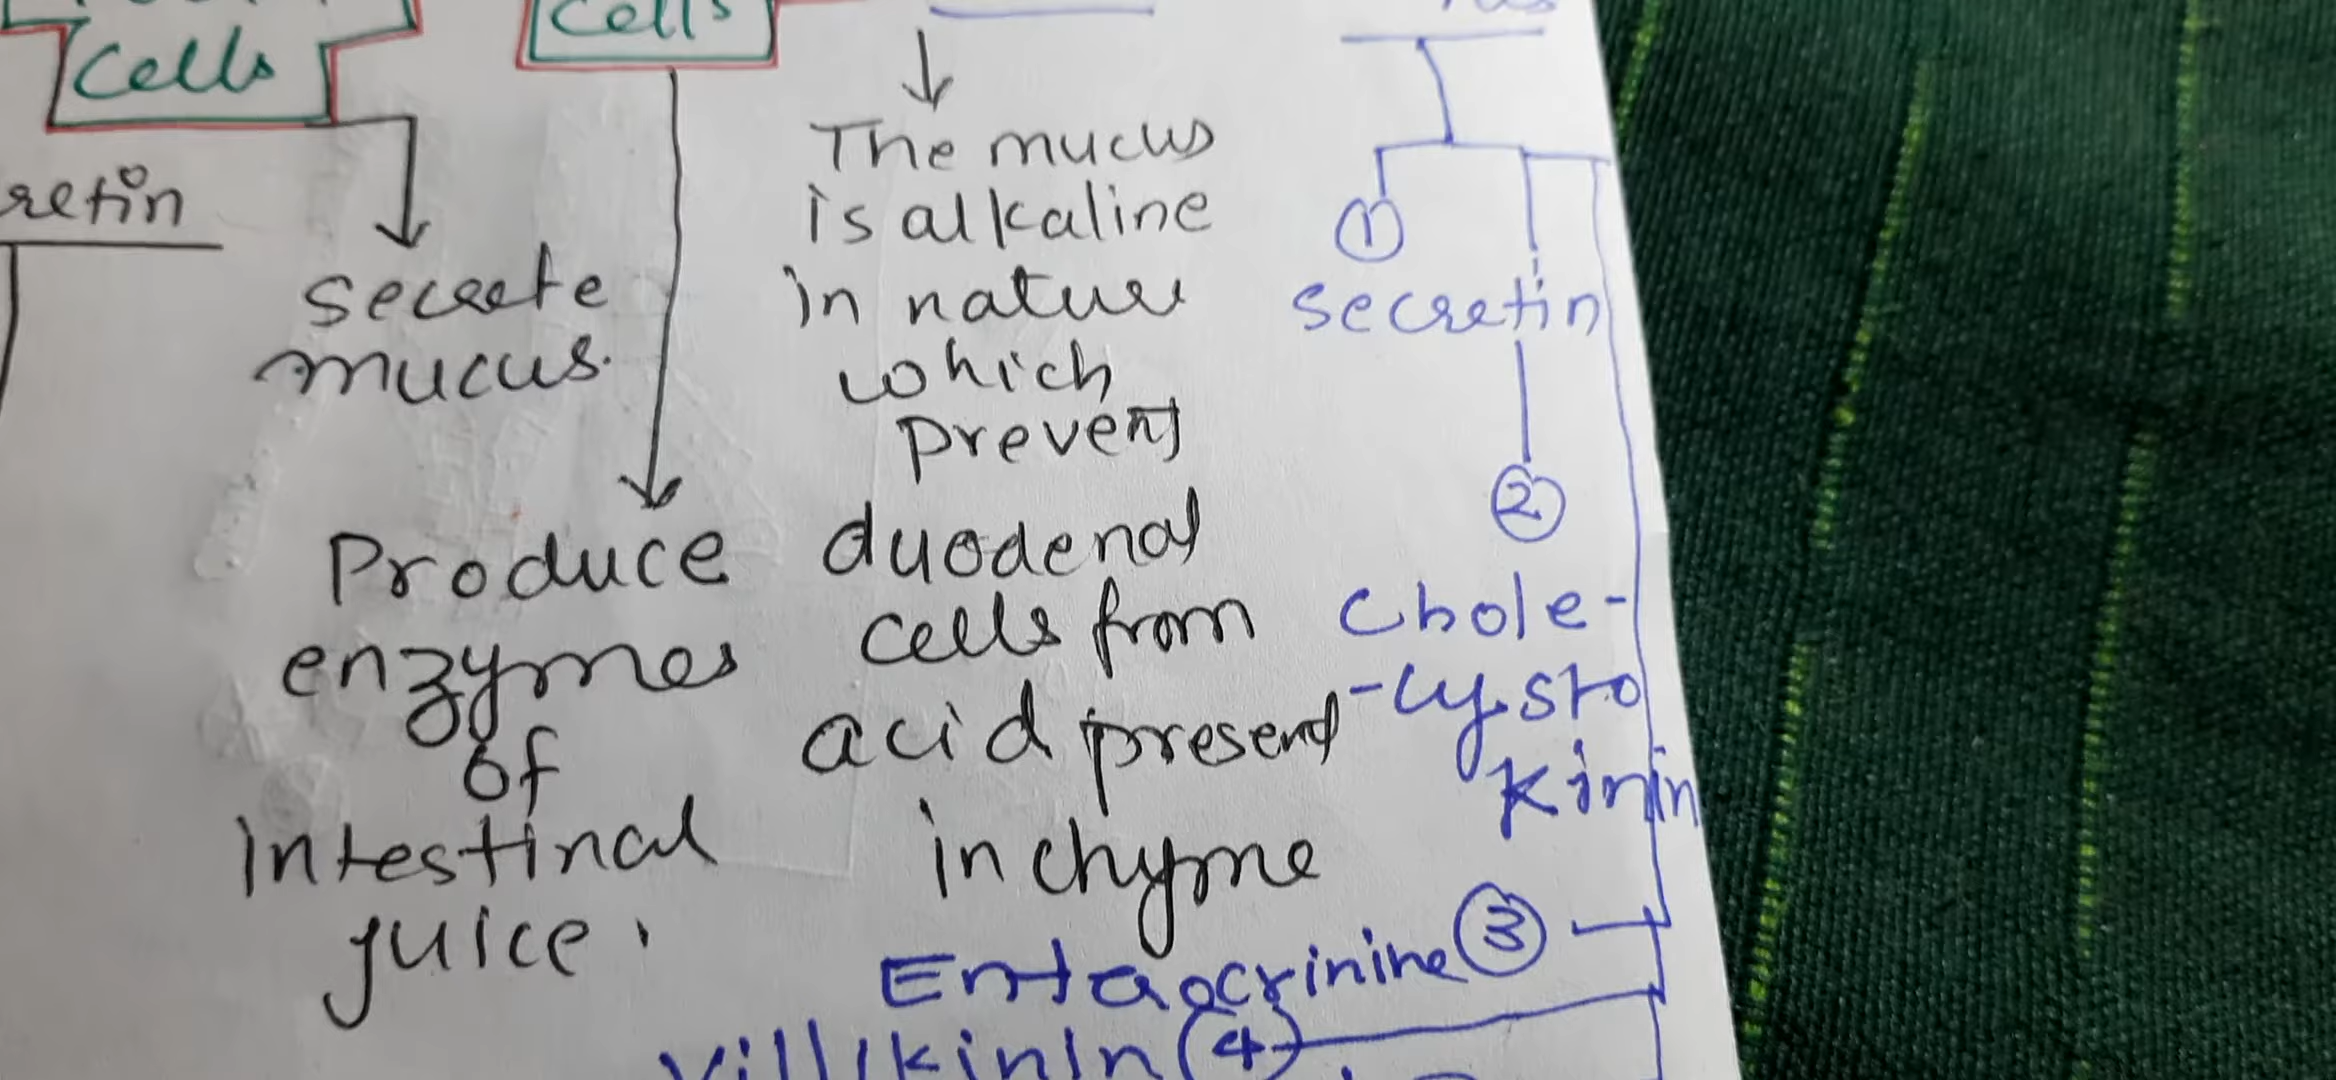 cells
cells
retin
secrete
mucus.
Produce
enzymes
of
intestinal
juice.
The mucus
is alkaline
in nature
which
prevent
duodenal
cells from
acid present
in chyme
1
secretin
2
Chole-
-cysto
kinin
Entaocrinine 3
villikinin 4